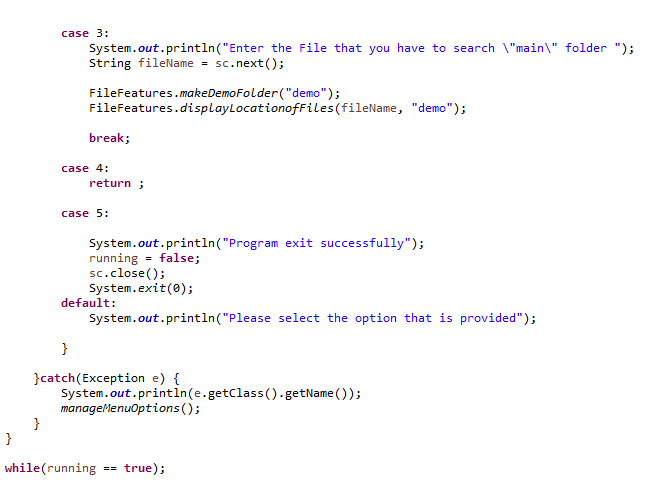 case 3:
System.out.println("Enter the File that you have to search \"main\" folder ");
String fileName = sc.next();
FileFeatures.makeDemoFolder("demo");
FileFeatures.displayLocationofFiles(fileName, "demo");
break;
case 4:
return ;
case 5:
System.out.println("Program exit successfully");
running = false;
sc.close();
System.exit(0);
default:
System.out.println("Please select the option that is provided");
}
}catch(Exception e) {
System.out.println(e.getClass().getName());
manageMenuOptions();
}
}
while(running == true);